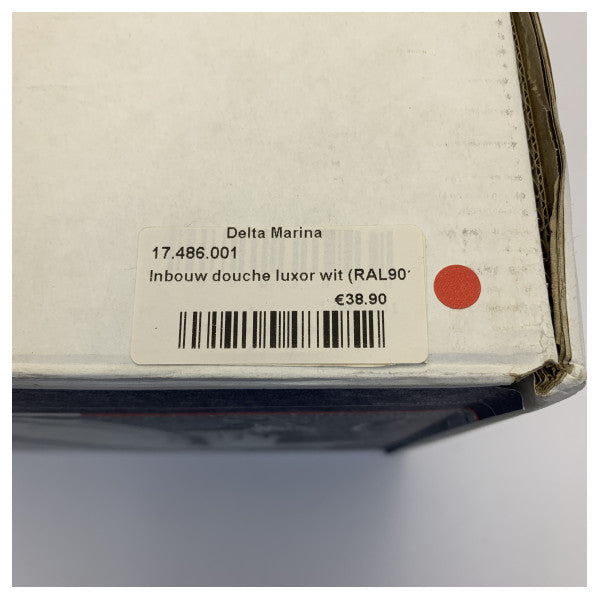 Delta Marina
17.486.001
Inbouw douche luxor wit (RAL90
€38.90